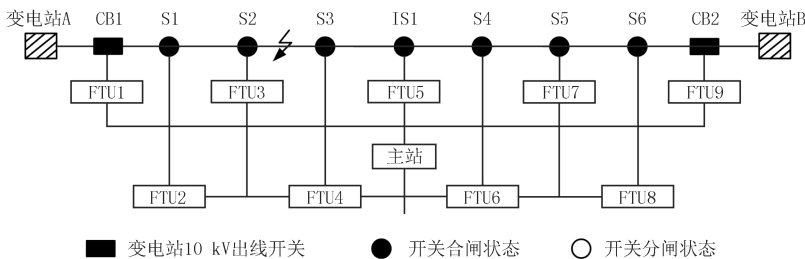 变电站A CB1 S1 S2 S3 IS1 S4 S5 S6 CB2 变电站B
FTU1 FTU3 FTU5 FTU7 FTU9
主站
FTU2 FTU4 FTU6 FTU8
变电站10 kV出线开关 开关合闸状态 开关分闸状态